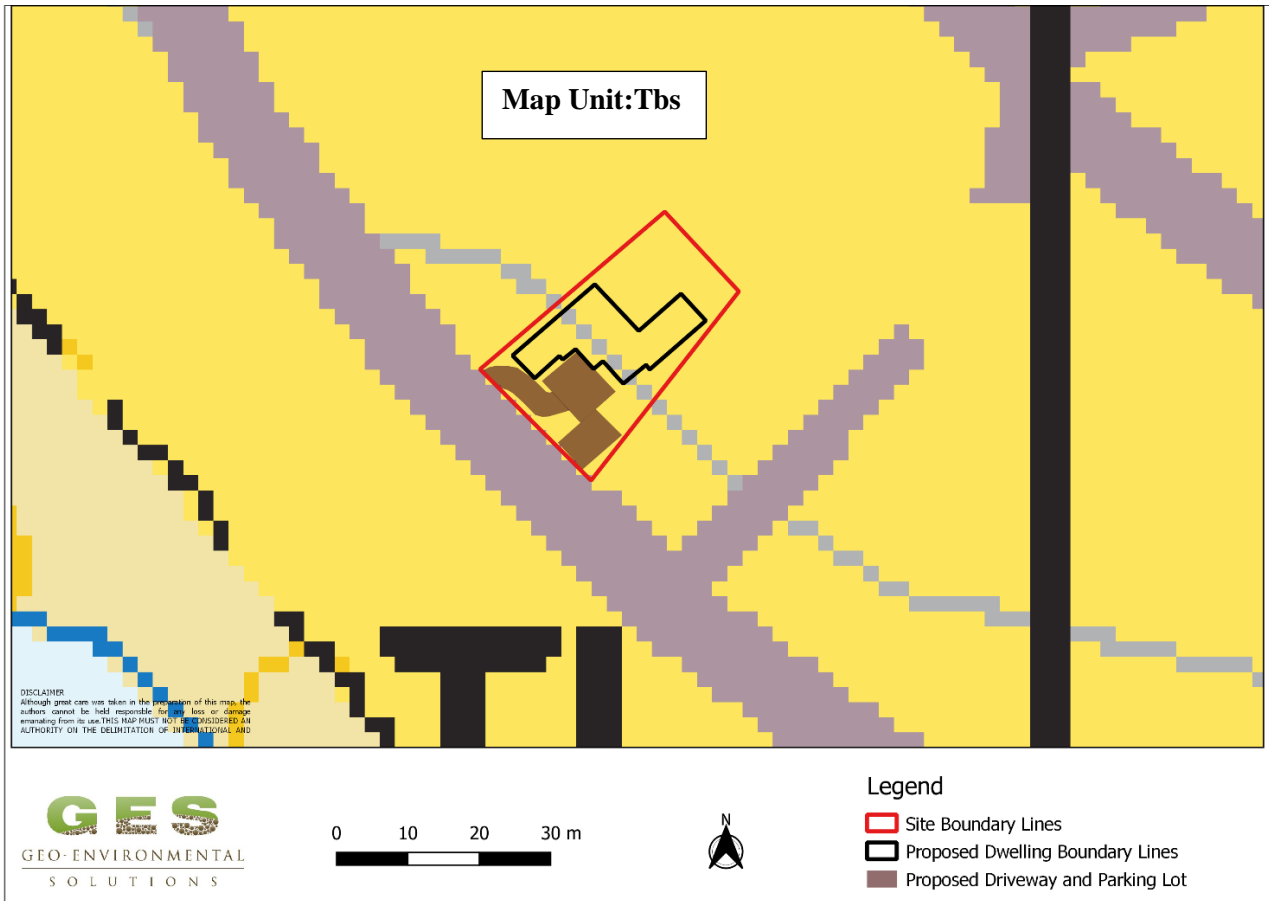 Map Unit:Tbs
DISCLAIMER
Although great care was taken in the preparation of this map, the
authors cannot be held responsible for any loss or damage
emanating from its use.THIS MAP MUST NOT BE CONSIDERED AN
AUTHORITY ON THE DELIMITATION OF INTERNATIONAL AND
GES
GEO-ENVIRONMENTAL
SOLUTIONS
0 10 20 30 m
N
Legend
Site Boundary Lines
Proposed Dwelling Boundary Lines
Proposed Driveway and Parking Lot